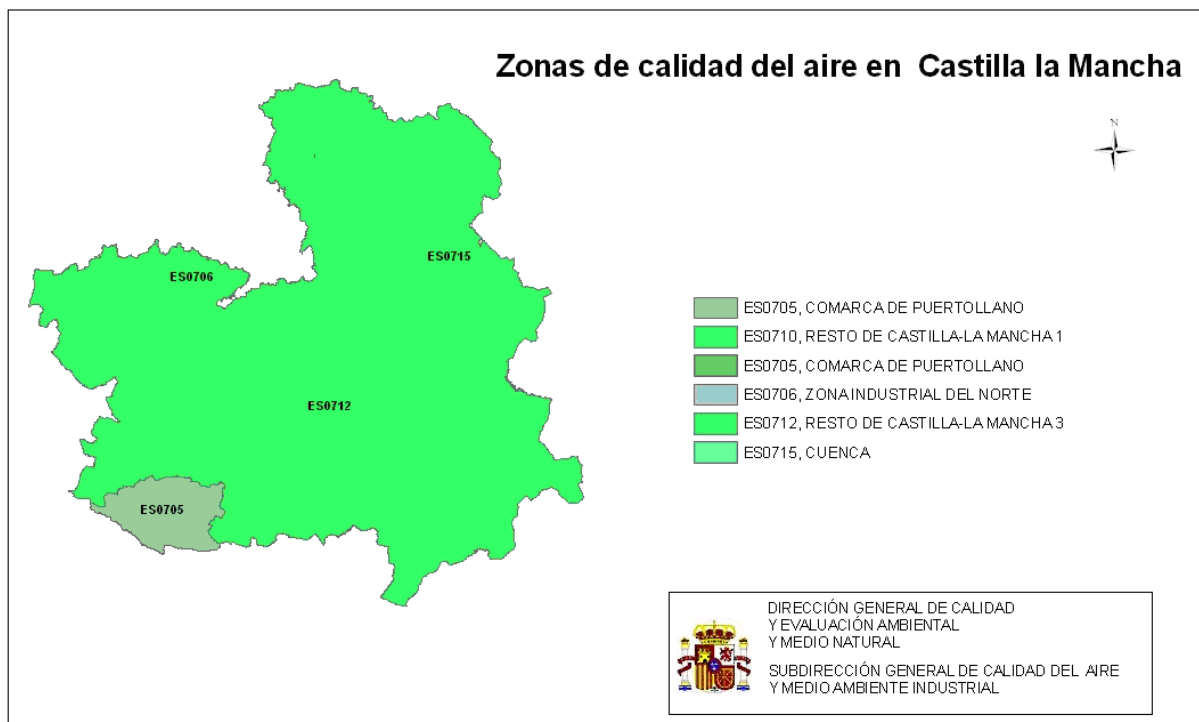 Zonas de calidad del aire en Castilla la Mancha
N
ES0715
ES0706
ES0712
ES0705
ES0705, COMARCA DE PUERTOLLANO
ES0710, RESTO DE CASTILLA-LA MANCHA 1
ES0705, COMARCA DE PUERTOLLANO
ES0706, ZONA INDUSTRIAL DEL NORTE
ES0712, RESTO DE CASTILLA-LA MANCHA 3
ES0715, CUENCA
DIRECCIÓN GENERAL DE CALIDAD
Y EVALUACIÓN AMBIENTAL
Y MEDIO NATURAL
SUBDIRECCIÓN GENERAL DE CALIDAD DEL AIRE
Y MEDIO AMBIENTE INDUSTRIAL